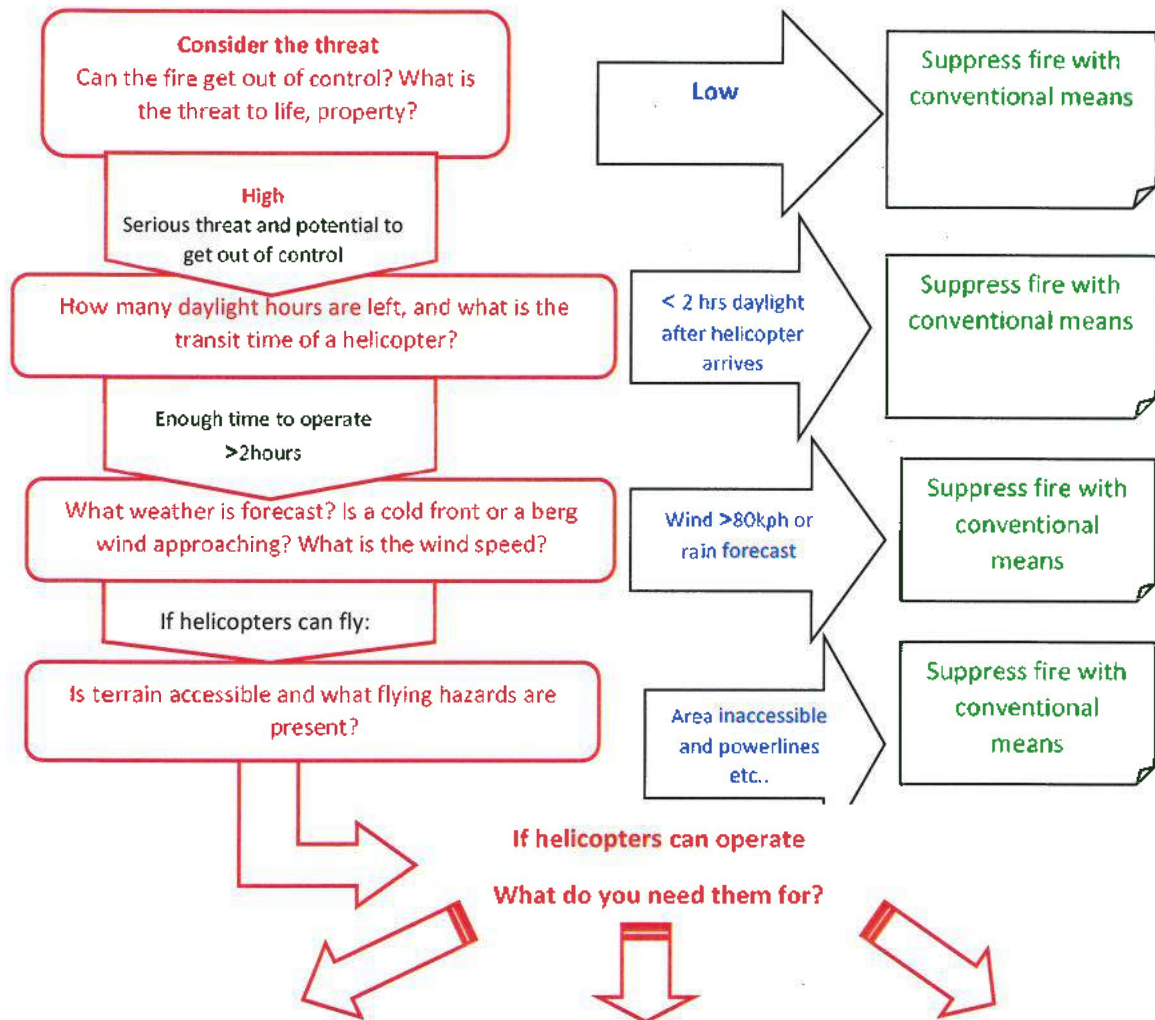 Consider the threat
Can the fire get out of control? What is
the threat to life, property?
Low
Suppress fire with
conventional means
High
Serious threat and potential to
get out of control
How many daylight hours are left, and what is the
transit time of a helicopter?
< 2 hrs daylight
after helicopter
arrives
Suppress fire with
conventional means
Enough time to operate
>2hours
What weather is forecast? Is a cold front or a berg
wind approaching? What is the wind speed?
Wind >80kph or
rain forecast
Suppress fire with
conventional
means
If helicopters can fly:
Is terrain accessible and what flying hazards are
present?
Area inaccessible
and powerlines
etc..
Suppress fire with
conventional
means
If helicopters can operate
What do you need them for?